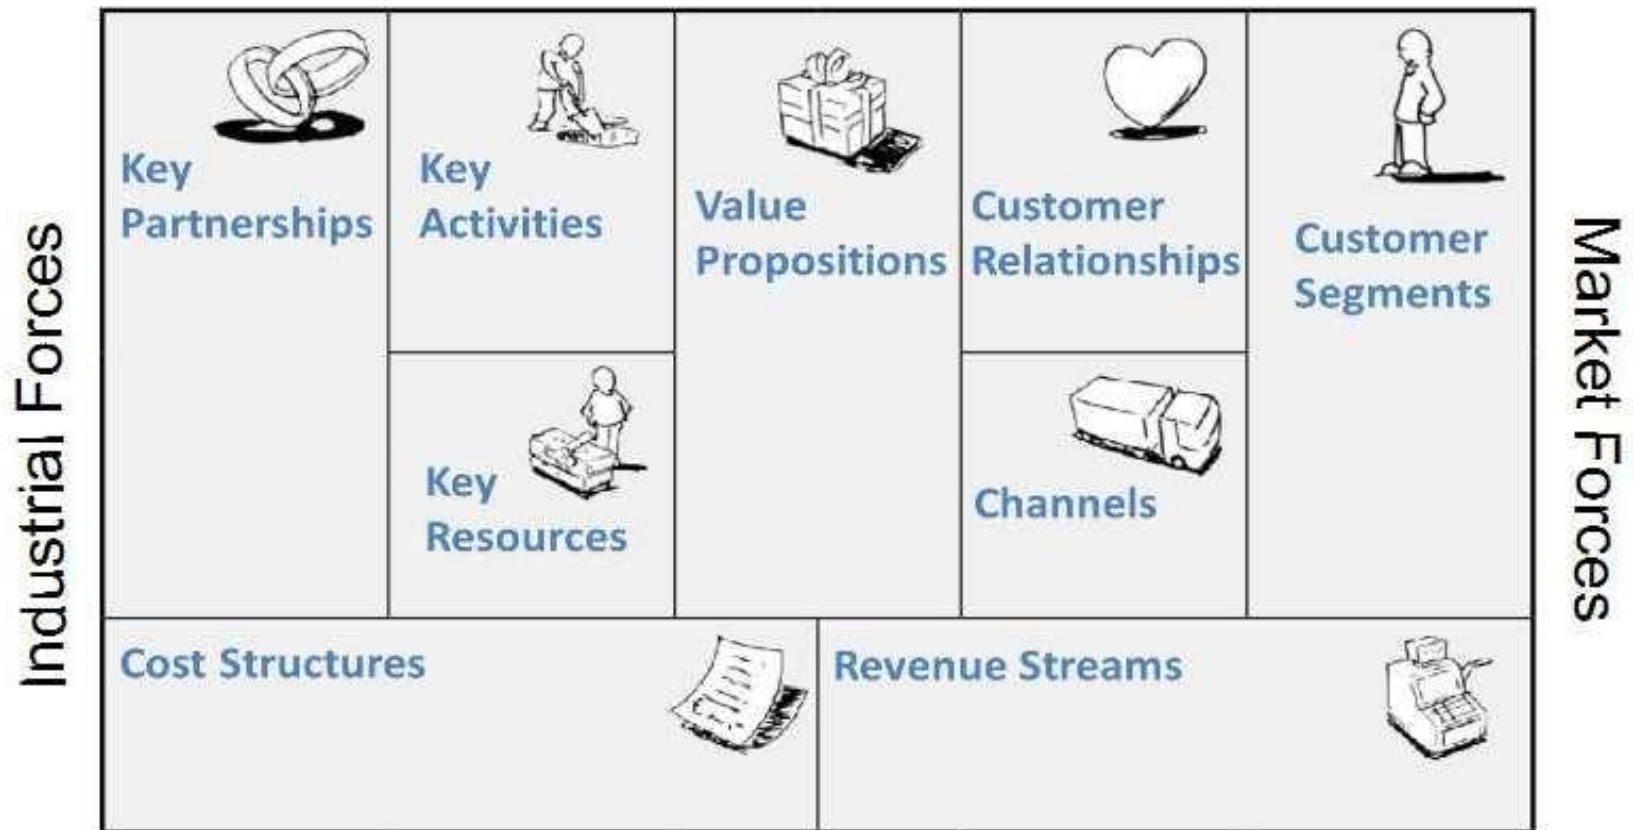 Industrial Forces
Key
Partnerships
Key
Activities
Value
Propositions
Customer
Relationships
Customer
Segments
Key
Resources
Channels
Cost Structures
Revenue Streams
Market Forces